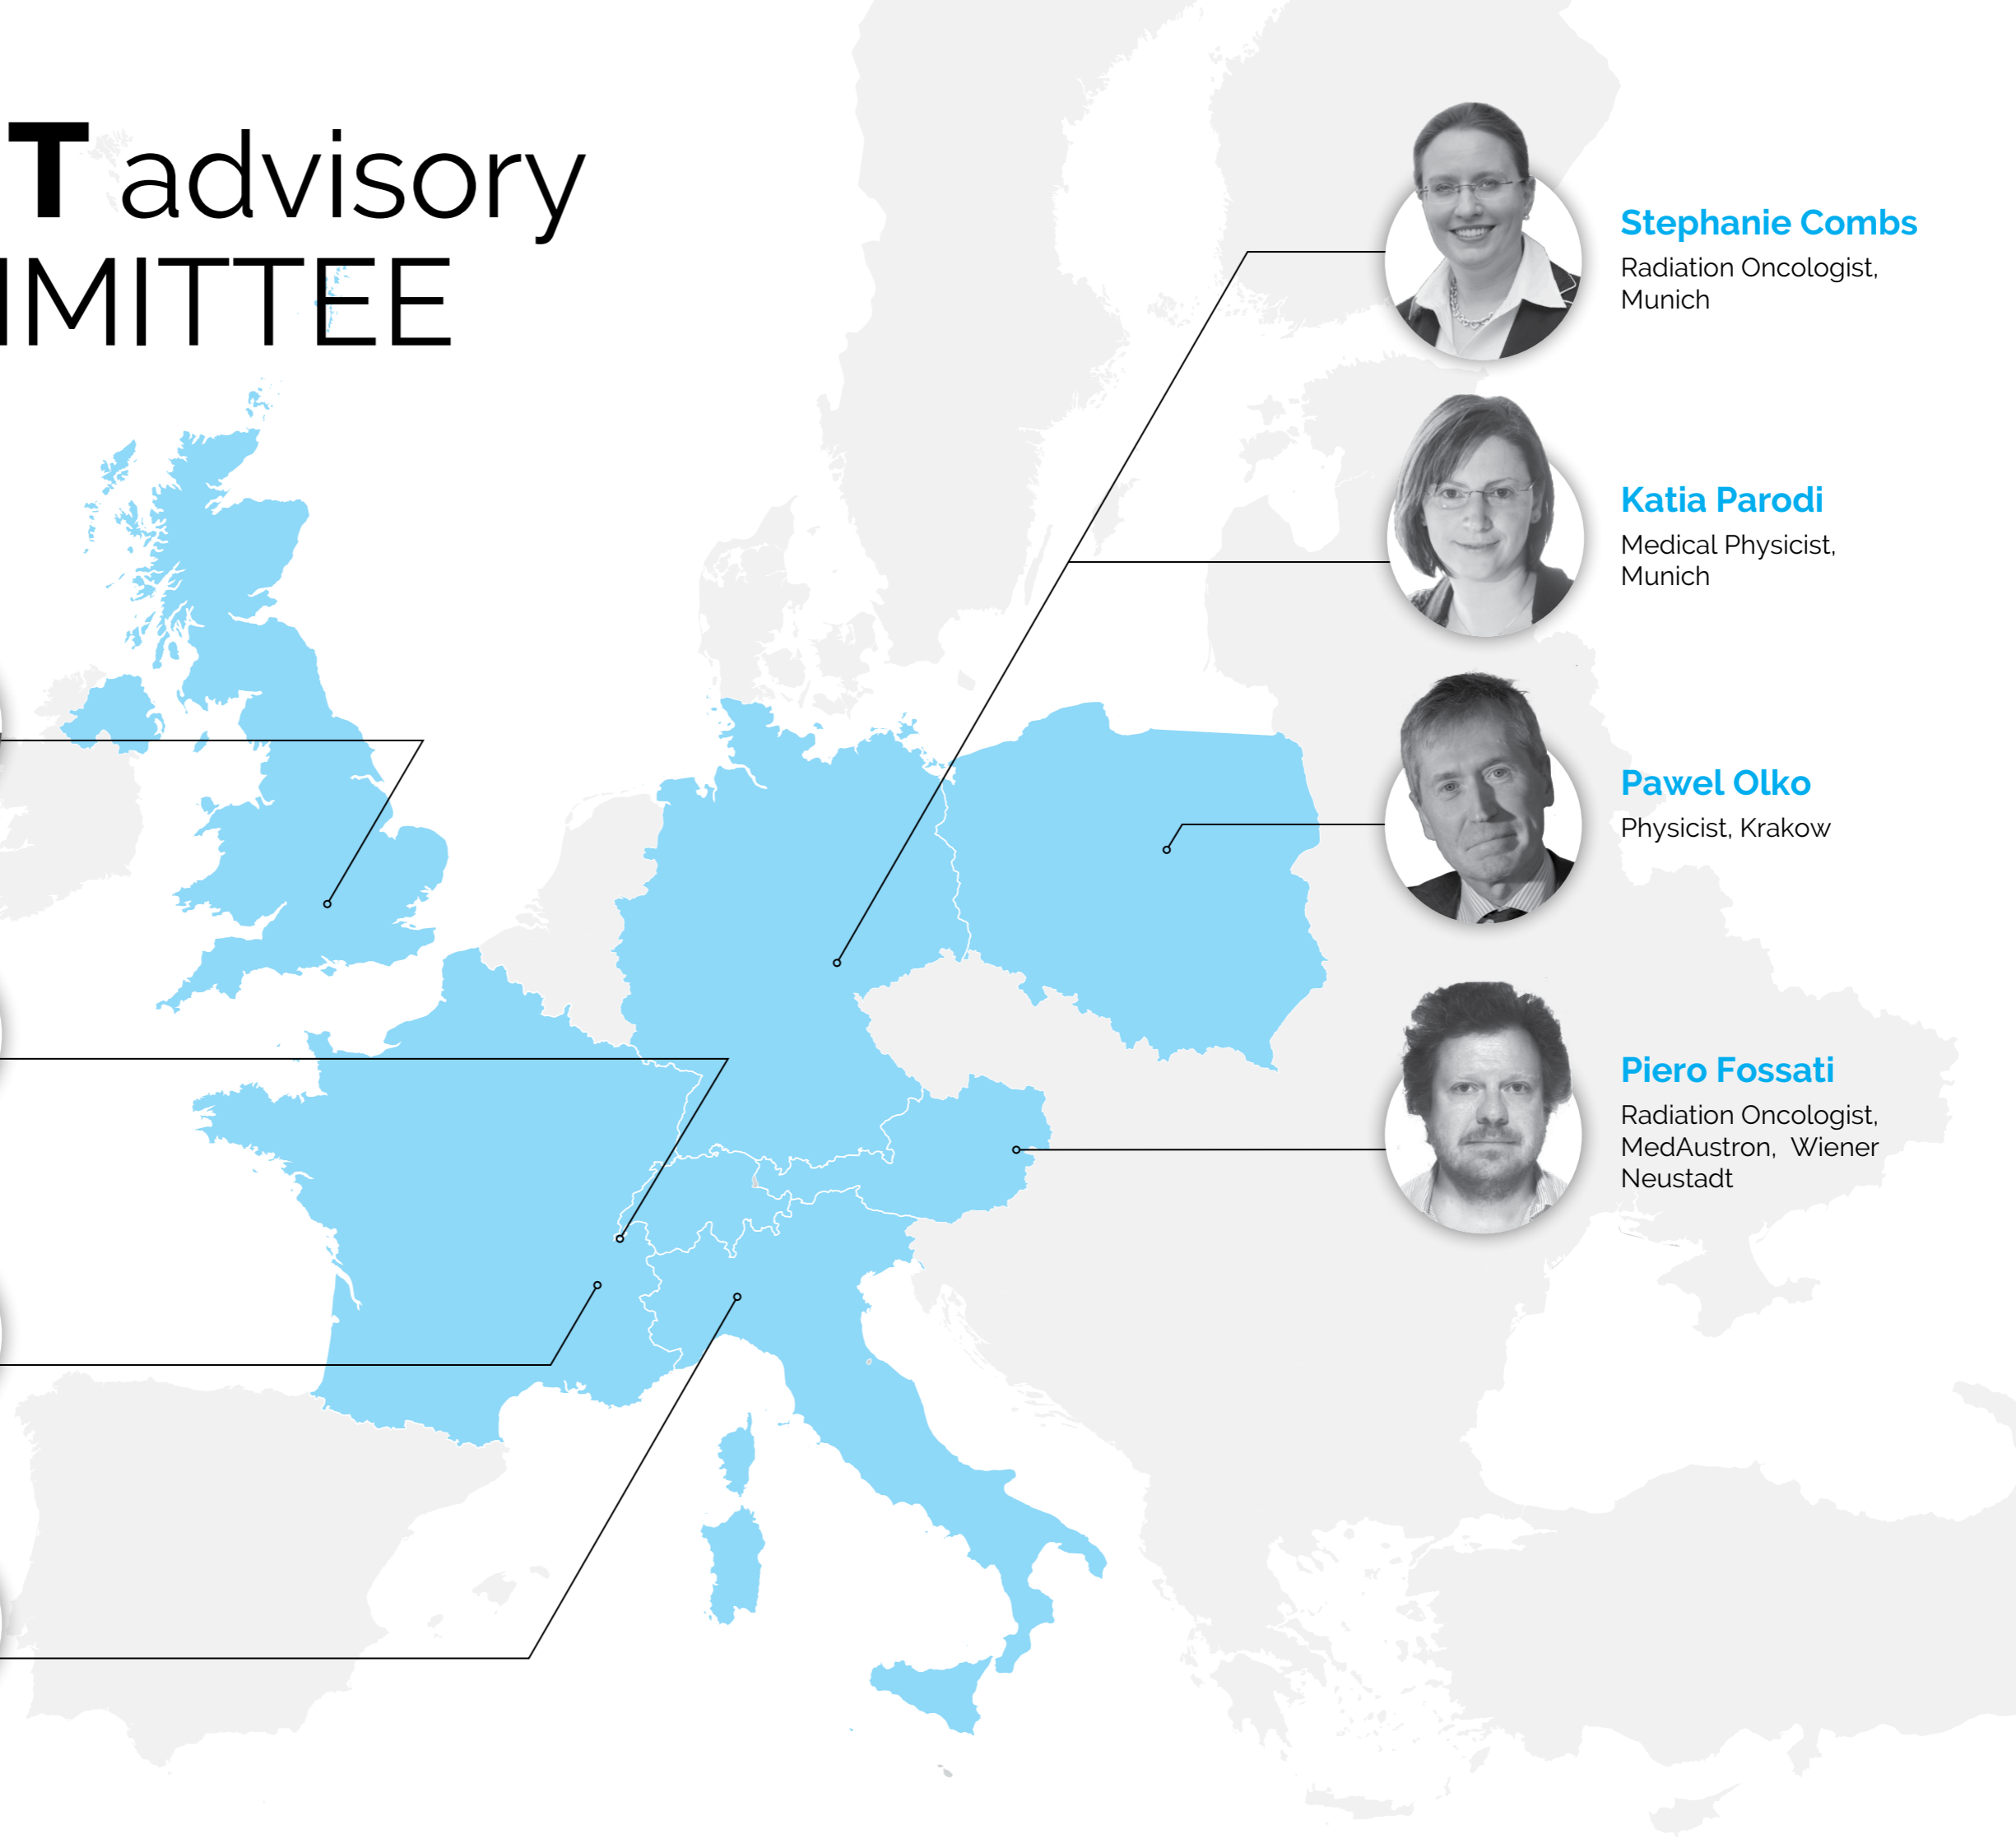 T advisory
MITTEE
Stephanie Combs
Radiation Oncologist,
Munich
Katia Parodi
Medical Physicist,
Munich
Pawel Olko
Physicist, Krakow
Piero Fossati
Radiation Oncologist,
MedAustron, Wiener
Neustadt